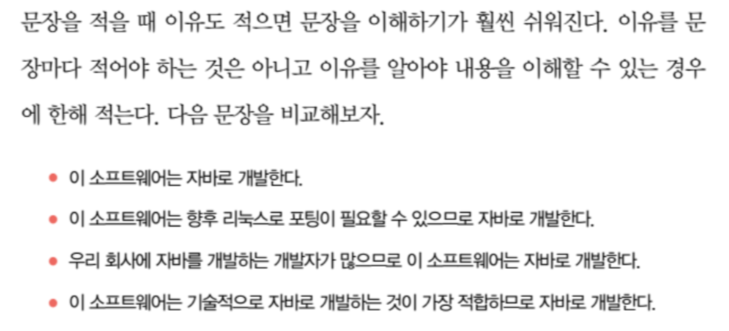 문장을 적을 때 이유도 적으면 문장을 이해하기가 훨씬 쉬워진다. 이유를 문
장마다 적어야 하는 것은 아니고 이유를 알아야 내용을 이해할 수 있는 경우
에 한해 적는다. 다음 문장을 비교해보자.
• 이 소프트웨어는 자바로 개발한다.
• 이 소프트웨어는 향후 리눅스로 포팅이 필요할 수 있으므로 자바로 개발한다.
• 우리 회사에 자바를 개발하는 개발자가 많으므로 이 소프트웨어는 자바로 개발한다.
• 이 소프트웨어는 기술적으로 자바로 개발하는 것이 가장 적합하므로 자바로 개발한다.